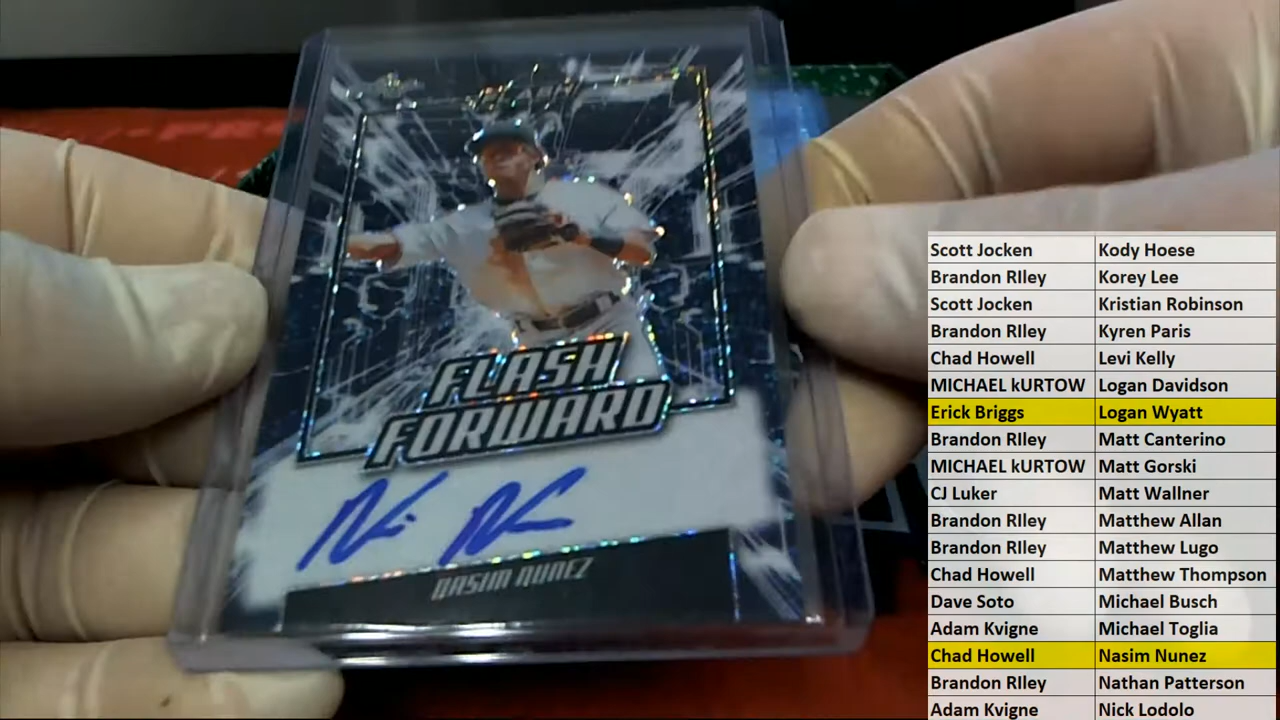 FLASH
FORWARD
NASIM NUNEZ
Scott Jocken Kody Hoese
Brandon RIley Korey Lee
Scott Jocken Kristian Robinson
Brandon RIley Kyren Paris
Chad Howell Levi Kelly
MICHAEL kURTOW Logan Davidson
Erick Briggs Logan Wyatt
Brandon RIley Matt Canterino
MICHAEL kURTOW Matt Gorski
CJ Luker Matt Wallner
Brandon RIley Matthew Allan
Brandon RIley Matthew Lugo
Chad Howell Matthew Thompson
Dave Soto Michael Busch
Adam Kvigne Michael Toglia
Chad Howell Nasim Nunez
Brandon RIley Nathan Patterson
Adam Kvigne Nick Lodolo